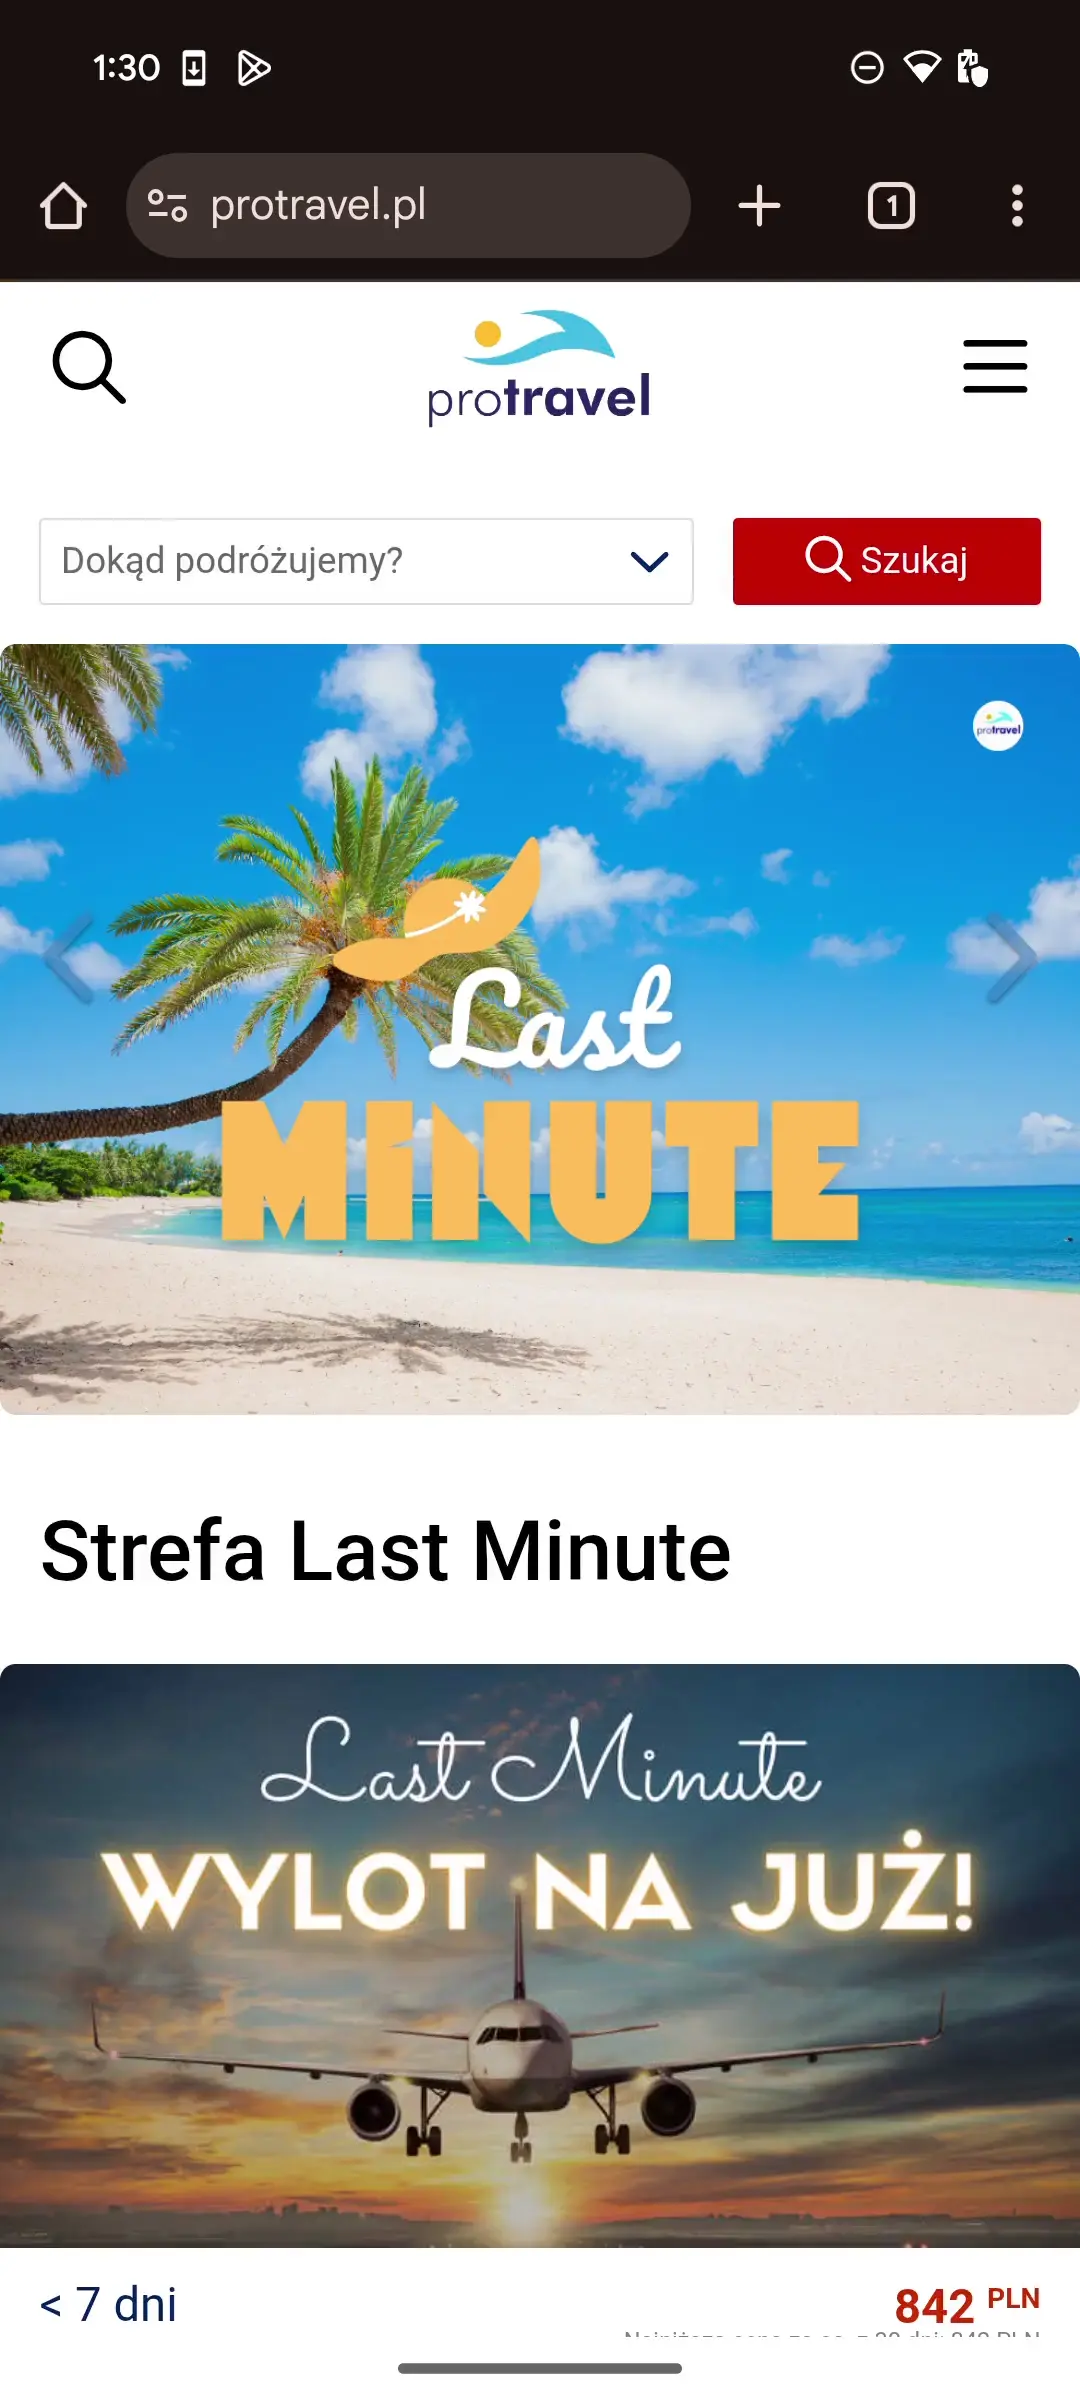 1:30
protravel.pl
1
protravel
Dokąd podróżujemy?
Szukaj
protravel
Last
MINUTE
Strefa Last Minute
Last Minute
WYLOT NA JUŻ!
< 7 dni
842 PLN